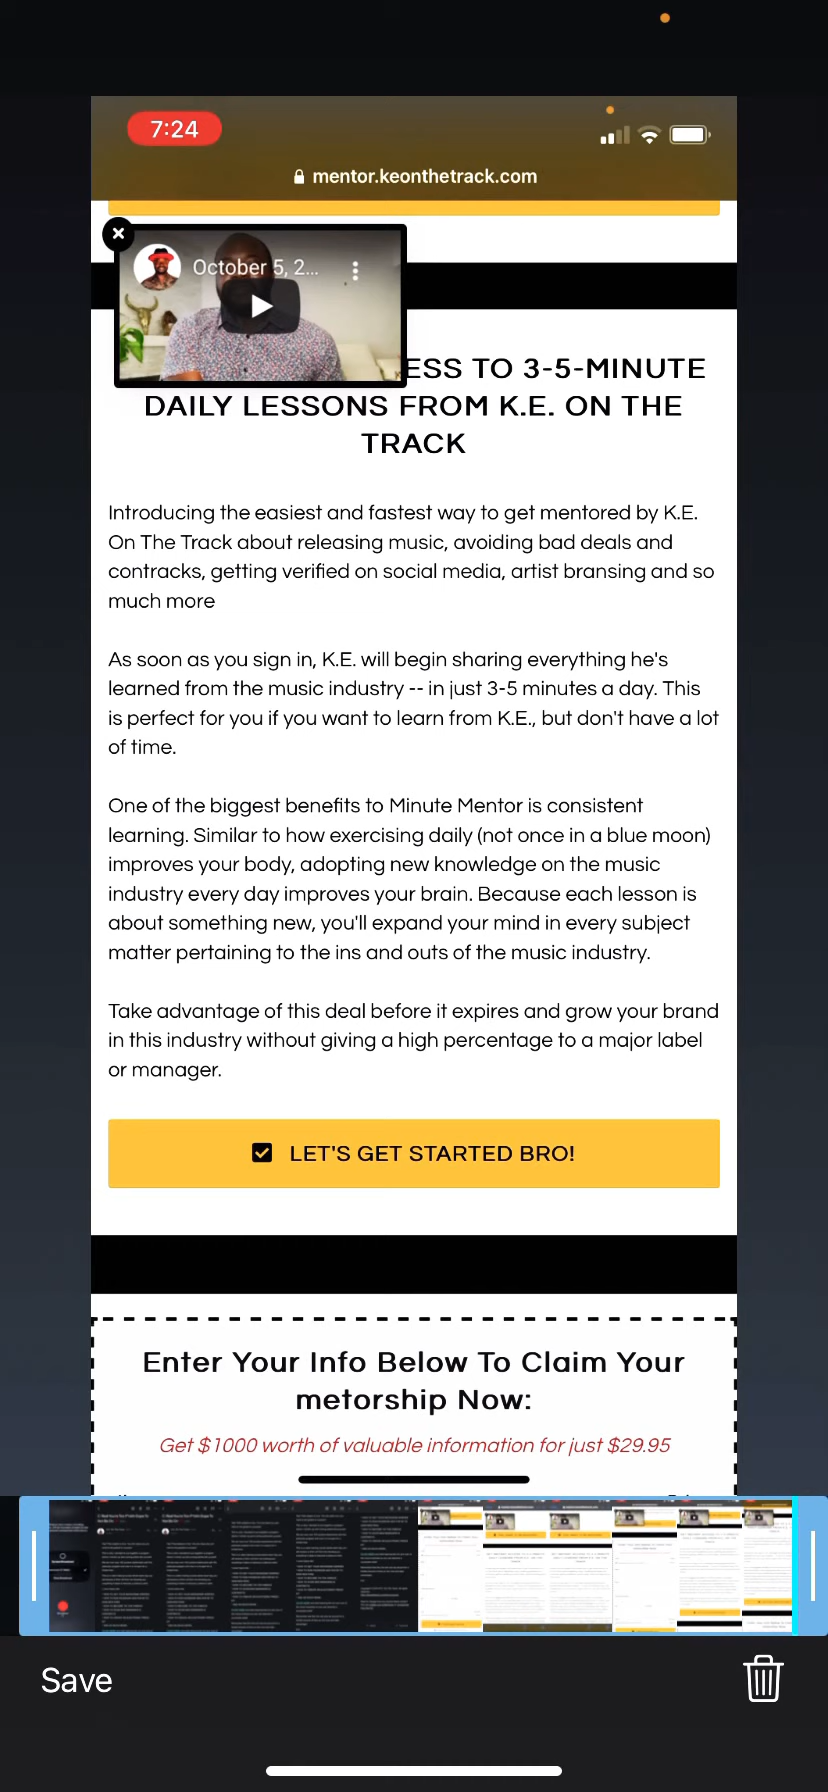 7:24
mentor.keonthetrack.com
October 5, 2...
ESS TO 3-5-MINUTE
DAILY LESSONS FROM K.E. ON THE
TRACK
Introducing the easiest and fastest way to get mentored by K.E.
On The Track about releasing music, avoiding bad deals and
contracks, getting verified on social media, artist bransing and so
much more
As soon as you sign in, K.E. will begin sharing everything he's
learned from the music industry -- in just 3-5 minutes a day. This
is perfect for you if you want to learn from K.E., but don't have a lot
of time.
One of the biggest benefits to Minute Mentor is consistent
learning. Similar to how exercising daily (not once in a blue moon)
improves your body, adopting new knowledge on the music
industry every day improves your brain. Because each lesson is
about something new, you'll expand your mind in every subject
matter pertaining to the ins and outs of the music industry.
Take advantage of this deal before it expires and grow your brand
in this industry without giving a high percentage to a major label
or manager.
LET'S GET STARTED BRO!
Enter Your Info Below To Claim Your
metorship Now:
Get $1000 worth of valuable information for just $29.95
Save